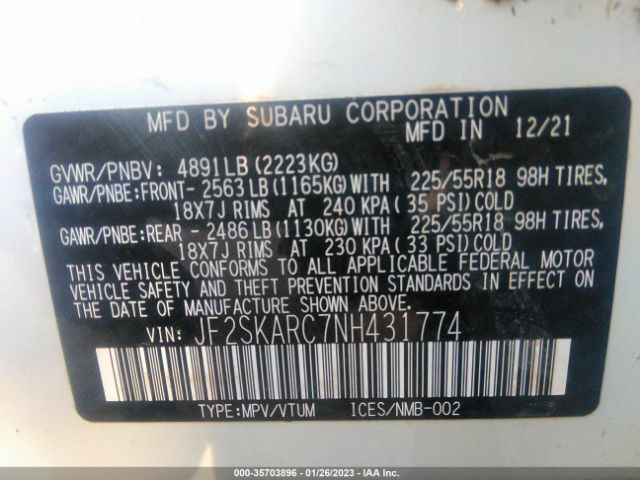 MFD BY SUBARU CORPORATION
MFD IN 12/21
GVWR/PNBV: 4891LB (2223KG)
GAWR/PNBE:FRONT- 2563 LB (1165KG) WITH 225/55R18 98H TIRES,
18X7J RIMS AT 240 KPA( 35 PSI) COLD
GAWR/PNBE:REAR - 2486 LB (1130KG) WITH 225/55R18 98H TIRES,
18X7J RIMS AT 230 KPA( 33 PSI) COLD
THIS VEHICLE CONFORMS TO ALL APPLICABLE FEDERAL MOTOR
VEHICLE SAFETY AND THEFT PREVENTION STANDARDS IN EFFECT ON
THE DATE OF MANUFACTURE SHOWN ABOVE.
VIN: JF2SKARC7NH431774
TYPE:MPV/VTUM ICES/NMB-002
000-35703896 - 01/26/2023 - IAA Inc.